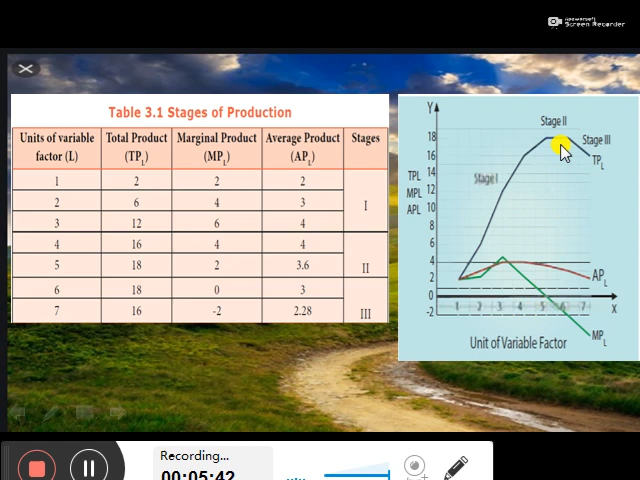 Apowersoft
Screen Recorder
Table 3.1 Stages of Production
Units of variable factor (L) Total Product (TPL) Marginal Product (MPL) Average Product (APL) Stages
1 2 2 2
2 6 4 3 I
3 12 6 4
4 16 4 4
5 18 2 3.6 II
6 18 0 3
7 16 -2 2.28 III
Y
Stage II
18
Stage III
16
TPL
TPL 14
Stage I
MPL 12
APL 10
8
6
4
2
APL
0
1 2 3 4 5 6 7 X
-2
MPL
Unit of Variable Factor
Recording...
00:05:42